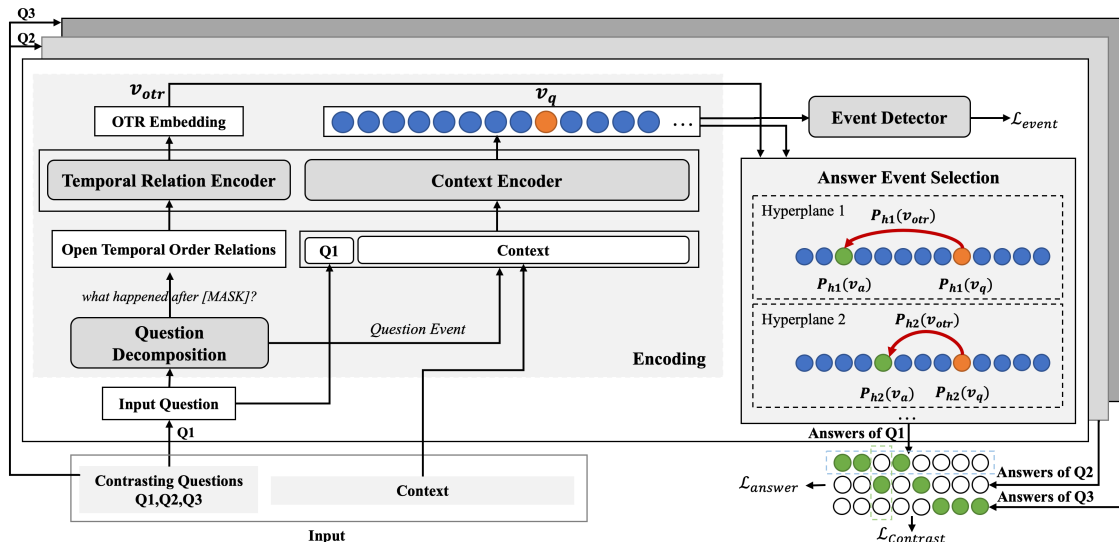 Q3
Q2
v_otr
v_q
OTR Embedding
...
Event Detector
ℒ_event
Temporal Relation Encoder
Context Encoder
Answer Event Selection
Hyperplane 1
P_h1(v_otr)
P_h1(v_a)
P_h1(v_q)
Open Temporal Order Relations
Q1
Context
what happened after [MASK]?
Question
Decomposition
Question Event
Encoding
Hyperplane 2
P_h2(v_otr)
P_h2(v_a)
P_h2(v_q)
...
Input Question
Q1
Answers of Q1
Contrasting Questions
Q1,Q2,Q3
Context
Input
ℒ_answer
Answers of Q2
Answers of Q3
ℒ_Contrast